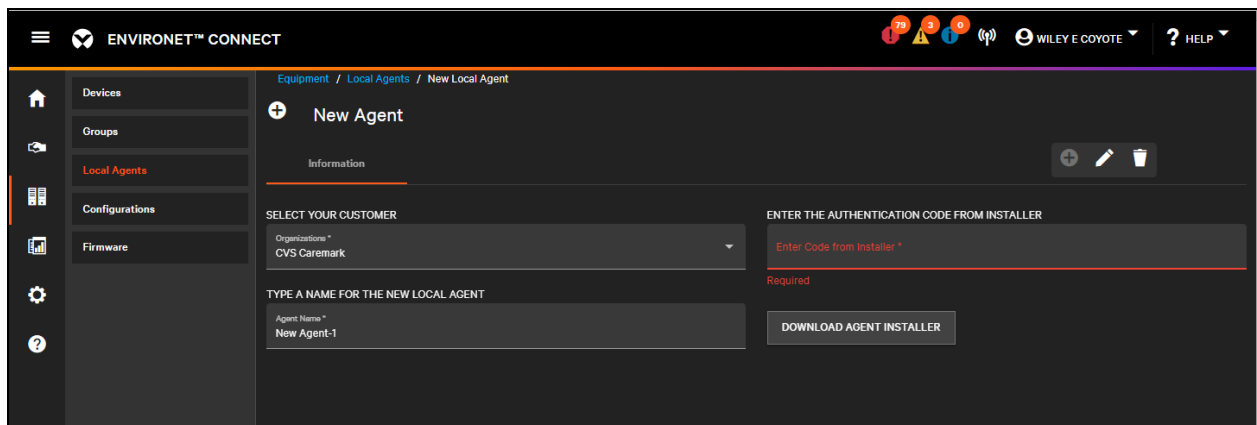 ENVIRONET™ CONNECT
79
3
0
WILEY E COYOTE
? HELP
Devices
Groups
Local Agents
Configurations
Firmware
Equipment / Local Agents / New Local Agent
New Agent
Information
SELECT YOUR CUSTOMER
Organizations *
CVS Caremark
TYPE A NAME FOR THE NEW LOCAL AGENT
Agent Name *
New Agent-1
ENTER THE AUTHENTICATION CODE FROM INSTALLER
Enter Code from Installer *
Required
DOWNLOAD AGENT INSTALLER